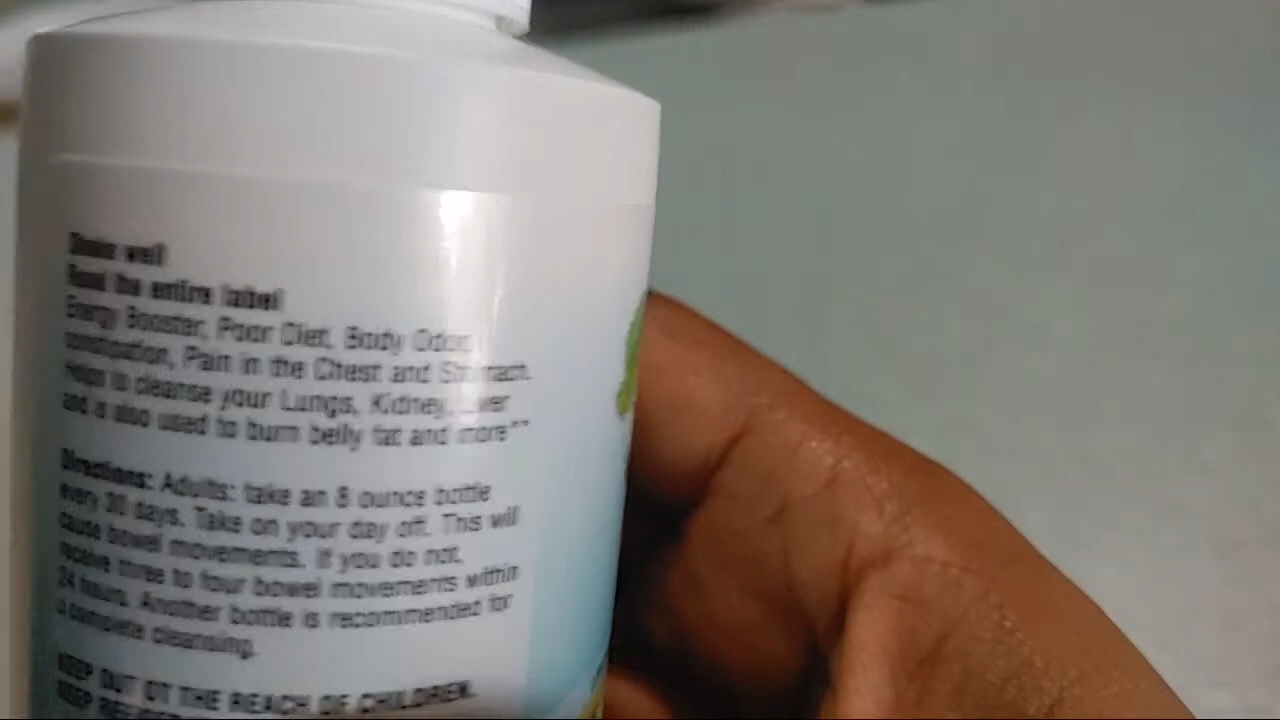 Shake well
Read the entire label
Energy Booster, Poor Diet, Body Odor,
constipation, Pain in the Chest and Stomach.
Helps to cleanse your Lungs, Kidney, Liver
and is also used to burn belly fat and more**
Directions: Adults: take an 8 ounce bottle
every 30 days. Take on your day off. This will
cause bowel movements. If you do not,
receive three to four bowel movements within
24 hours. Another bottle is recommended for
a complete cleansing.
KEEP OUT OT THE REACH OF CHILDREN.
KEEP